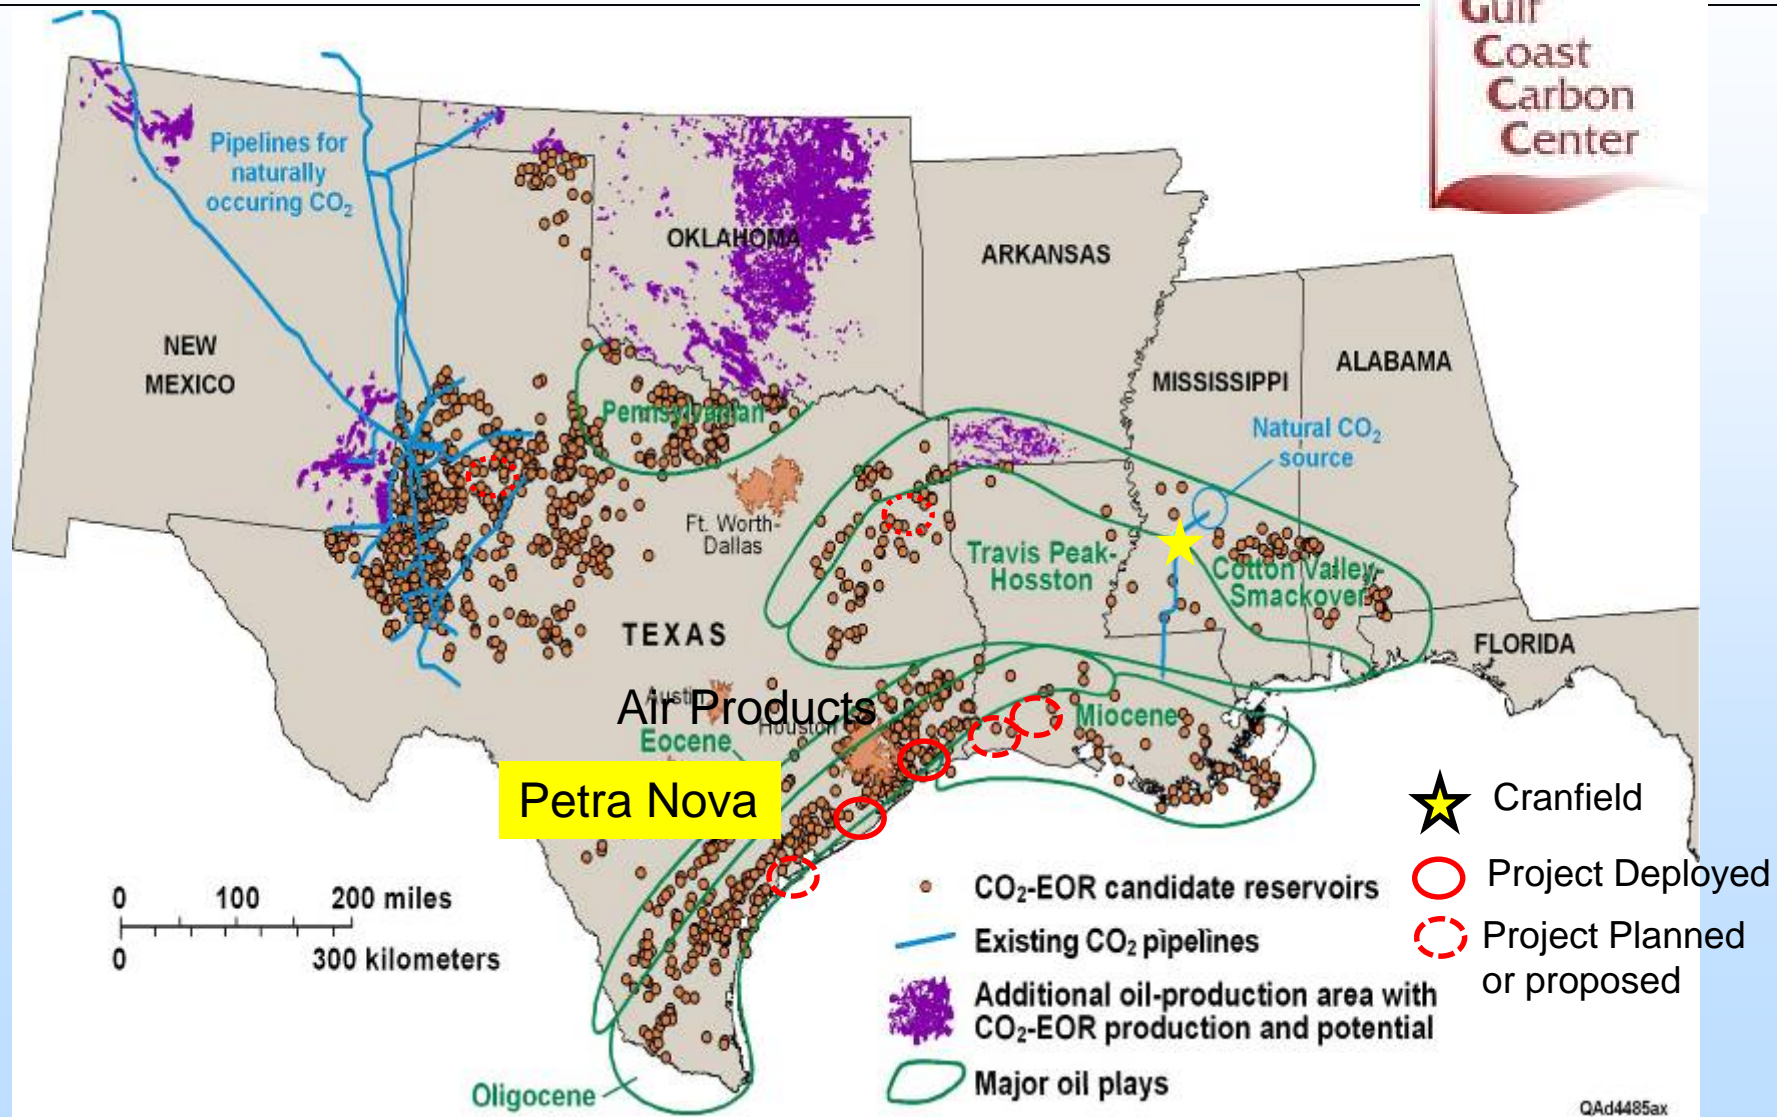 Gulf
Coast
Carbon
Center
Pipelines for
naturally
occuring CO₂
OKLAHOMA
ARKANSAS
NEW
MEXICO
MISSISSIPPI
ALABAMA
Pennsylvanian
Natural CO₂
source
Ft. Worth-
Dallas
Travis Peak-
Hosston
Cotton Valley-
Smackover
TEXAS
FLORIDA
Austin
Air Products
Houston
Miocene
Eocene
Petra Nova
Cranfield
Project Deployed
Project Planned
or proposed
0 100 200 miles
0 300 kilometers
CO₂-EOR candidate reservoirs
Existing CO₂ pipelines
Additional oil-production area with
CO₂-EOR production and potential
Major oil plays
Oligocene
QAd4485ax